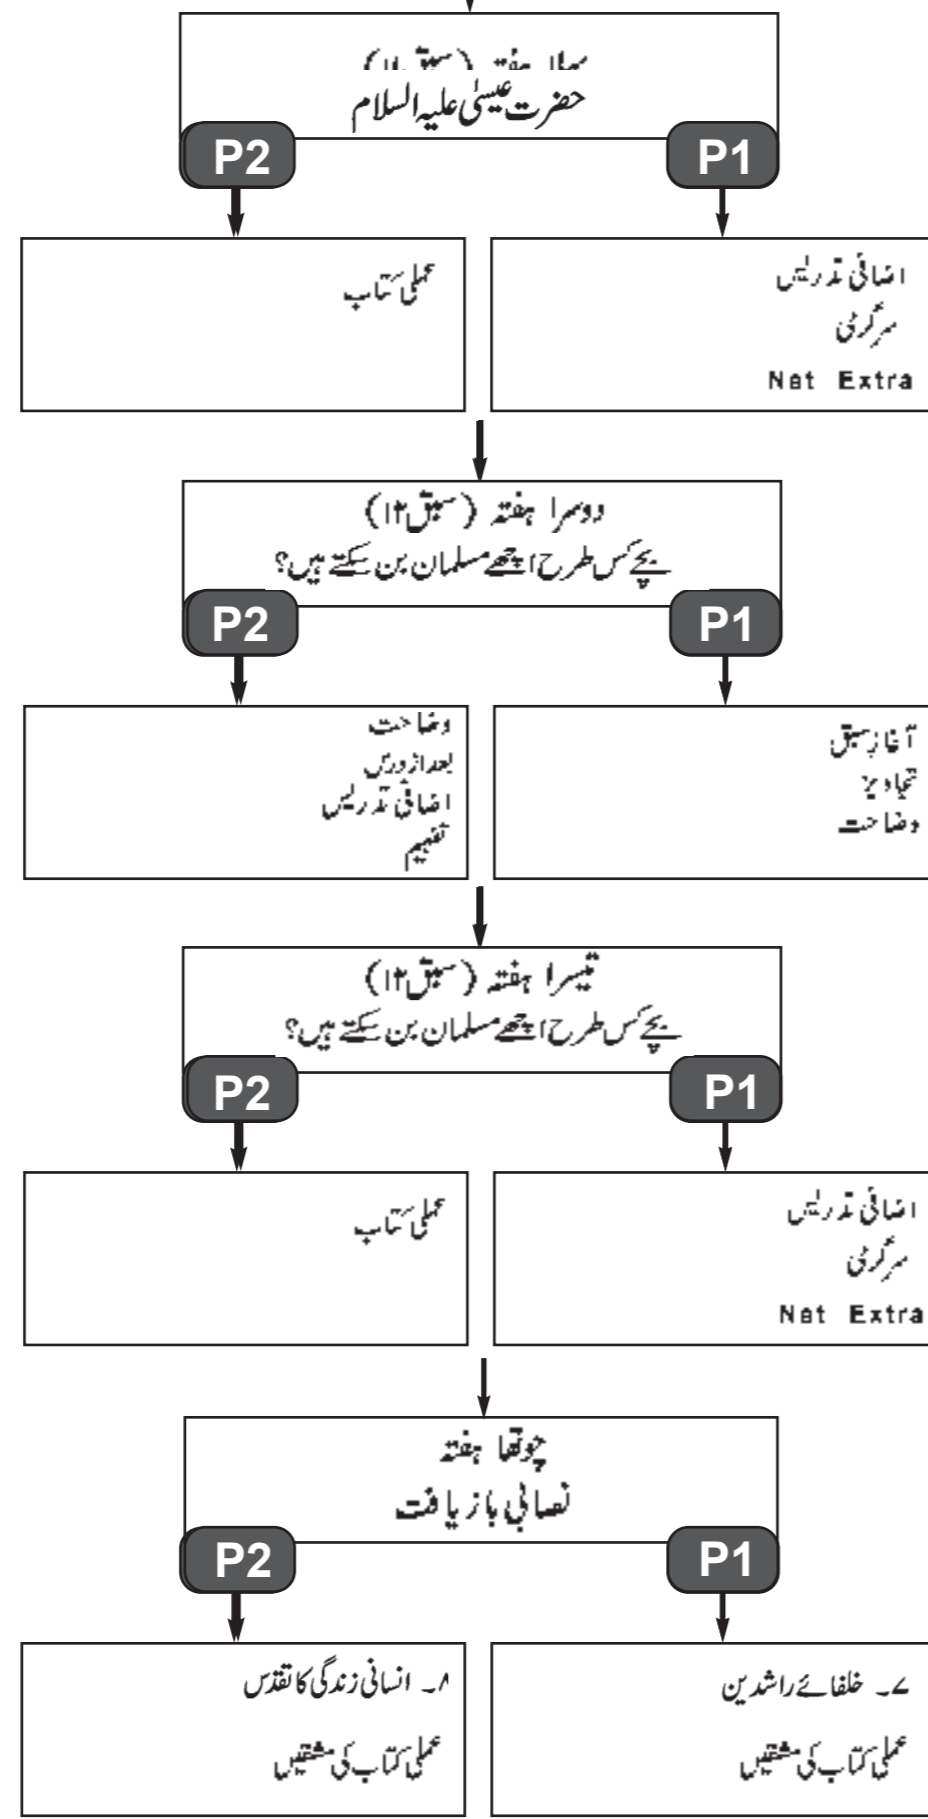 پہلا ہفتہ (سبق
حضرت عیسیٰ علیہ السلام
P1
P2
اضافی تدریس
سرگرمی
Net Extra
عملی کتاب
دوسرا ہفتہ (سبق ۱۲)
بچے کس طرح اچھے مسلمان بن سکتے ہیں؟
P1
P2
آغازِ سبق
تجاویز
وضاحت
وضاحت
بعد از درس
اضافی تدریس
تفہیم
تیسرا ہفتہ (سبق ۱۲)
بچے کس طرح اچھے مسلمان بن سکتے ہیں؟
P1
P2
اضافی تدریس
سرگرمی
Net Extra
عملی کتاب
چوتھا ہفتہ
نصابی بازیافت
P1
P2
۷۔ خلفائے راشدین
عملی کتاب کی مشقیں
۸۔ انسانی زندگی کا تقدّس
عملی کتاب کی مشقیں